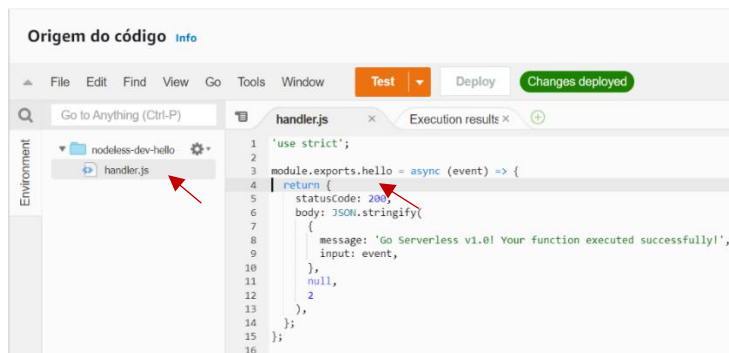 Origem do código Info
File Edit Find View Go Tools Window Test Deploy Changes deployed
Go to Anything (Ctrl-P)
handler.js × Execution results ×
Environment
nodeless-dev-hello
handler.js
1 'use strict';
2
3 module.exports.hello = async (event) => {
4 return {
5 statusCode: 200,
6 body: JSON.stringify(
7 {
8 message: 'Go Serverless v1.0! Your function executed successfully!',
9 input: event,
10 },
11 null,
12 2
13 ),
14 };
15 };
16